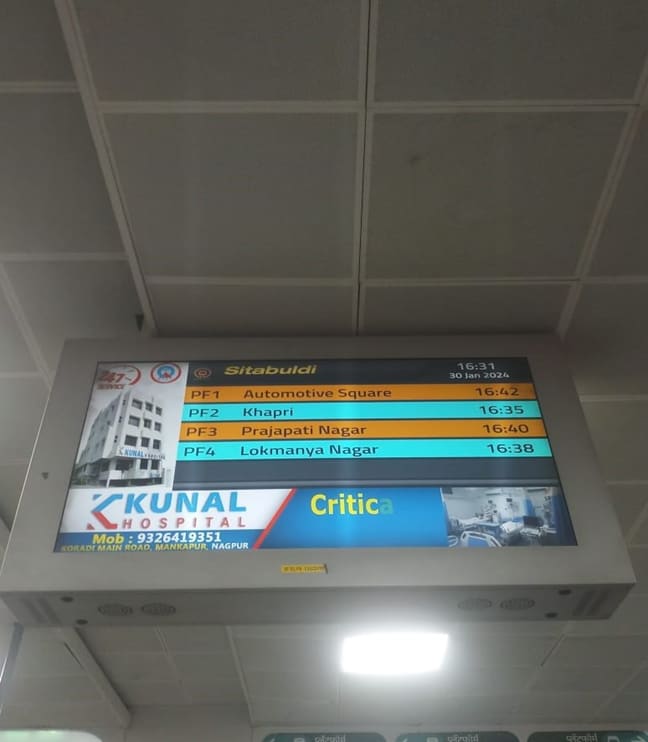 24x7
SERVICE
Sitabuldi
16:31
30 Jan 2024
PF1 Automotive Square 16:42
PF2 Khapri 16:35
PF3 Prajapati Nagar 16:40
PF4 Lokmanya Nagar 16:38
KUNAL
KUNAL
HOSPITAL
Mob : 9326419351
KORADI MAIN ROAD, MANKAPUR, NAGPUR
Critica